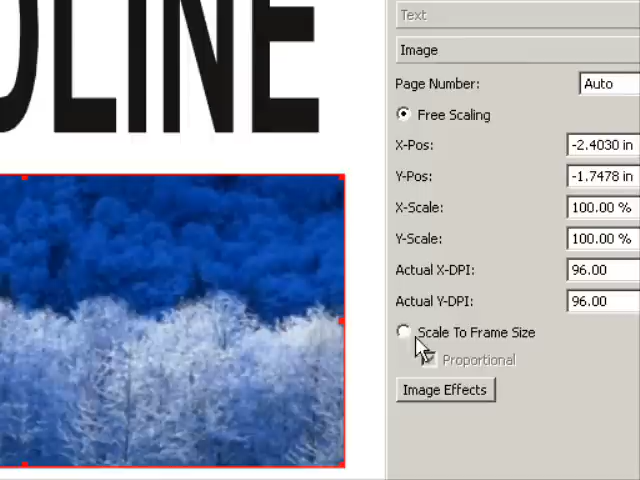 DLINE
Text
Image
Page Number: Auto
Free Scaling
X-Pos: -2.4030 in
Y-Pos: -1.7478 in
X-Scale: 100.00 %
Y-Scale: 100.00 %
Actual X-DPI: 96.00
Actual Y-DPI: 96.00
Scale To Frame Size
Proportional
Image Effects